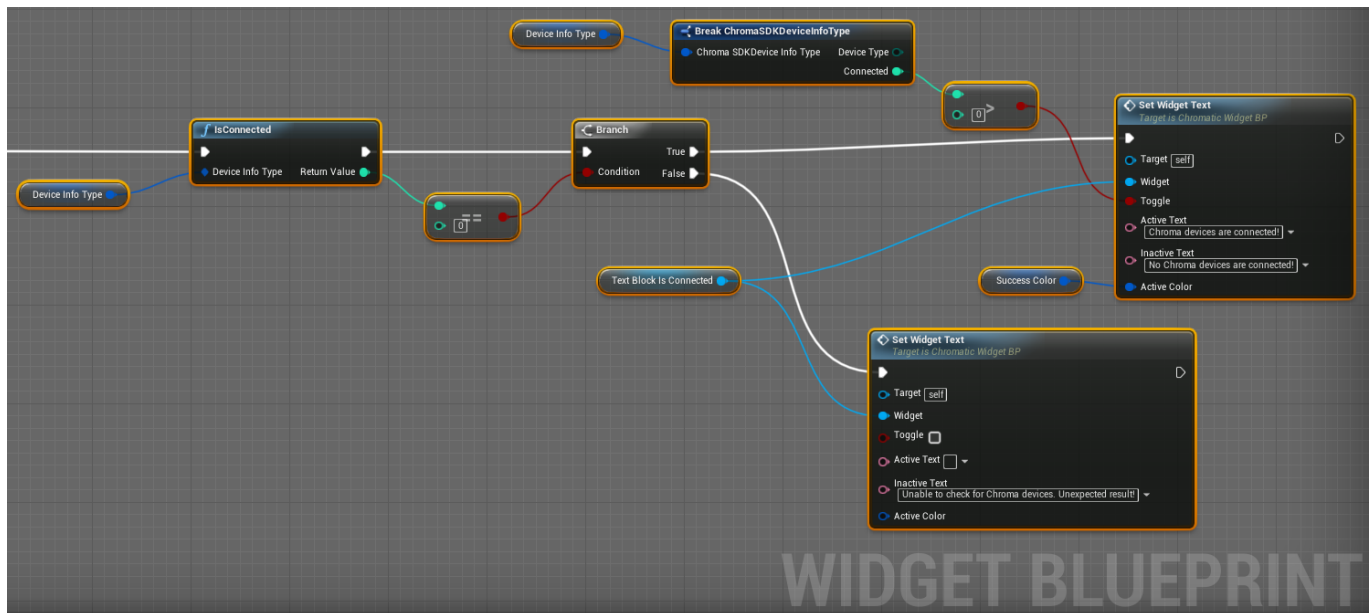 Device Info Type
Break ChromaSDKDeviceInfoType
Chroma SDKDevice Info Type
Device Type
Connected
0 >
Set Widget Text
Target is Chromatic Widget BP
Target self
Widget
Toggle
Active Text
Chroma devices are connected!
Inactive Text
No Chroma devices are connected!
Active Color
IsConnected
Device Info Type
Return Value
Branch
True
Condition
False
Device Info Type
0 ==
Text Block Is Connected
Success Color
Set Widget Text
Target is Chromatic Widget BP
Target self
Widget
Toggle
Active Text
Inactive Text
Unable to check for Chroma devices. Unexpected result!
Active Color
WIDGET BLUEPRINT